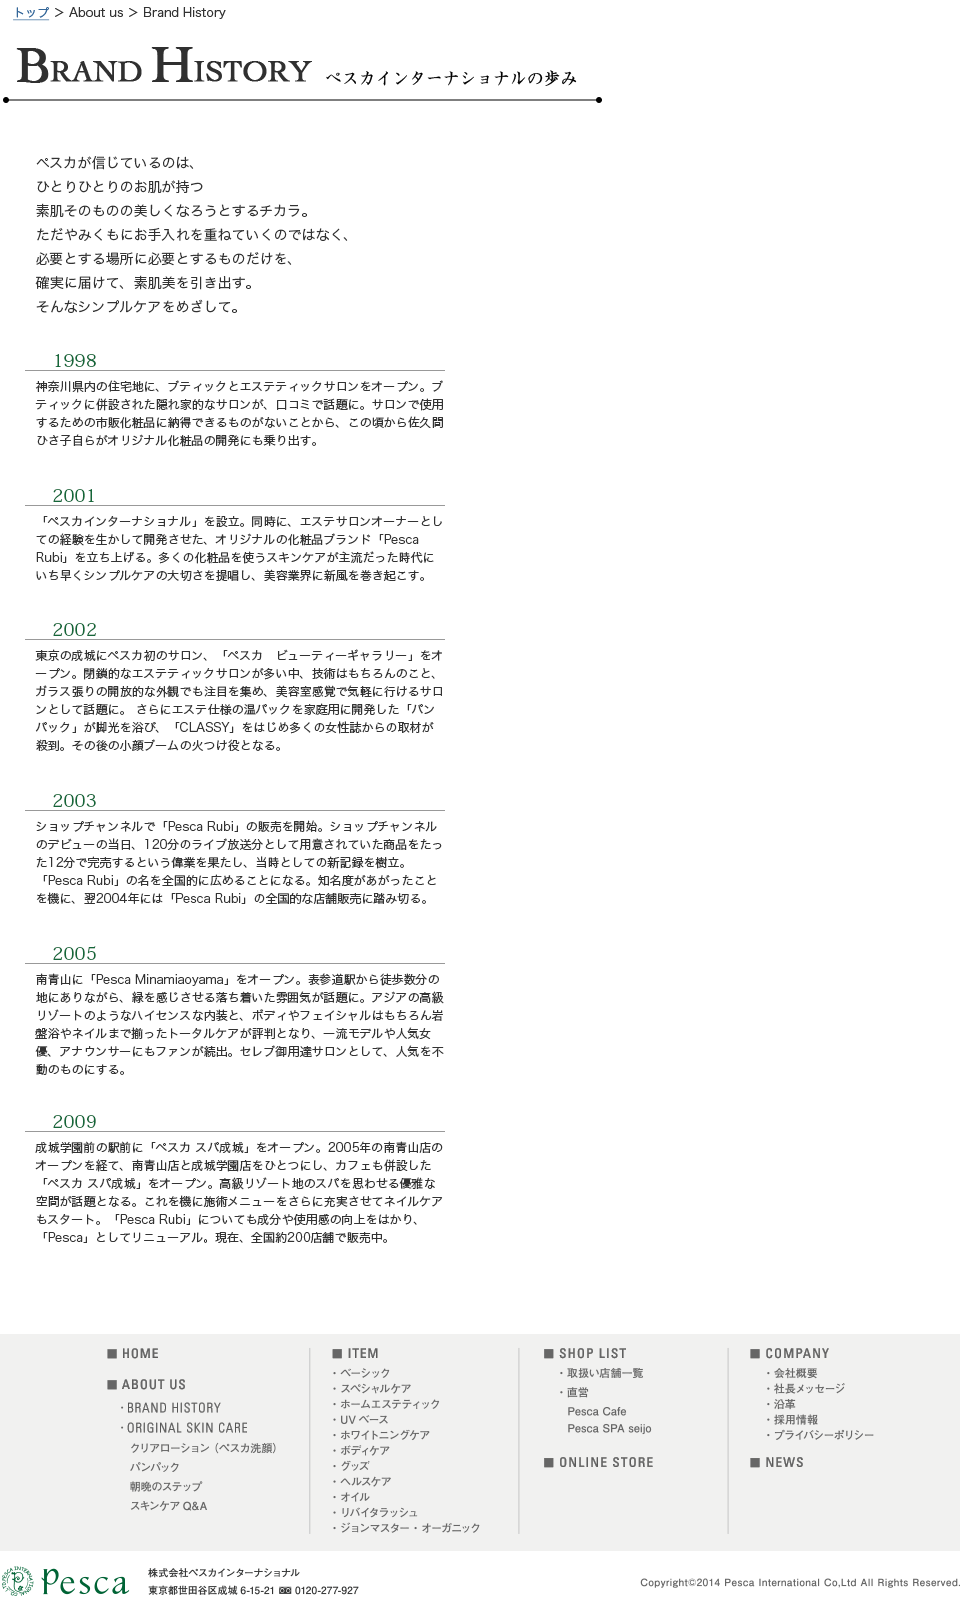 トップ > About us > Brand History
BRAND HISTORY ペスカインターナショナルの歩み
ペスカが信じているのは、
ひとりひとりのお肌が持つ
素肌そのものの美しくなろうとするチカラ。
ただやみくもにお手入れを重ねていくのではなく、
必要とする場所に必要とするものだけを、
確実に届けて、素肌美を引き出す。
そんなシンプルケアをめざして。
1998
神奈川県内の住宅地に、ブティックとエステティックサロンをオープン。ブ
ティックに併設された隠れ家的なサロンが、口コミで話題に。サロンで使用
するための市販化粧品に納得できるものがないことから、この頃から佐久間
ひさ子自らがオリジナル化粧品の開発にも乗り出す。
2001
「ペスカインターナショナル」を設立。同時に、エステサロンオーナーとし
ての経験を生かして開発させた、オリジナルの化粧品ブランド「Pesca
Rubi」を立ち上げる。多くの化粧品を使うスキンケアが主流だった時代に
いち早くシンプルケアの大切さを提唱し、美容業界に新風を巻き起こす。
2002
東京の成城にペスカ初のサロン、「ペスカ　ビューティーギャラリー」をオ
ープン。閉鎖的なエステティックサロンが多い中、技術はもちろんのこと、
ガラス張りの開放的な外観でも注目を集め、美容室感覚で気軽に行けるサロ
ンとして話題に。 さらにエステ仕様の温パックを家庭用に開発した「パン
パック」が脚光を浴び、「CLASSY」をはじめ多くの女性誌からの取材が
殺到。その後の小顔ブームの火つけ役となる。
2003
ショップチャンネルで「Pesca Rubi」の販売を開始。ショップチャンネル
のデビューの当日、120分のライブ放送分として用意されていた商品をたっ
た12分で完売するという偉業を果たし、当時としての新記録を樹立。
「Pesca Rubi」の名を全国的に広めることになる。知名度があがったこと
を機に、翌2004年には「Pesca Rubi」の全国的な店舗販売に踏み切る。
2005
南青山に「Pesca Minamiaoyama」をオープン。表参道駅から徒歩数分の
地にありながら、緑を感じさせる落ち着いた雰囲気が話題に。アジアの高級
リゾートのようなハイセンスな内装と、ボディやフェイシャルはもちろん岩
盤浴やネイルまで揃ったトータルケアが評判となり、一流モデルや人気女
優、アナウンサーにもファンが続出。セレブ御用達サロンとして、人気を不
動のものにする。
2009
成城学園前の駅前に「ペスカ スパ成城」をオープン。2005年の南青山店の
オープンを経て、南青山店と成城学園店をひとつにし、カフェも併設した
「ペスカ スパ成城」をオープン。高級リゾート地のスパを思わせる優雅な
空間が話題となる。これを機に施術メニューをさらに充実させてネイルケア
もスタート。「Pesca Rubi」についても成分や使用感の向上をはかり、
「Pesca」としてリニューアル。現在、全国約200店舗で販売中。
■ HOME
■ ABOUT US
・BRAND HISTORY
・ORIGINAL SKIN CARE
クリアローション（ペスカ洗顔）
パンパック
朝晩のステップ
スキンケア Q&A
■ ITEM
・ベーシック
・スペシャルケア
・ホームエステティック
・UV ベース
・ホワイトニングケア
・ボディケア
・グッズ
・ヘルスケア
・オイル
・リバイタラッシュ
・ジョンマスター・オーガニック
■ SHOP LIST
・取扱い店舗一覧
・直営
Pesca Cafe
Pesca SPA seijo
■ ONLINE STORE
■ COMPANY
・会社概要
・社長メッセージ
・沿革
・採用情報
・プライバシーポリシー
■ NEWS
Pesca
株式会社ペスカインターナショナル
東京都世田谷区成城 6-15-21 0120-277-927
Copyright©2014 Pesca International Co,Ltd All Rights Reserved.